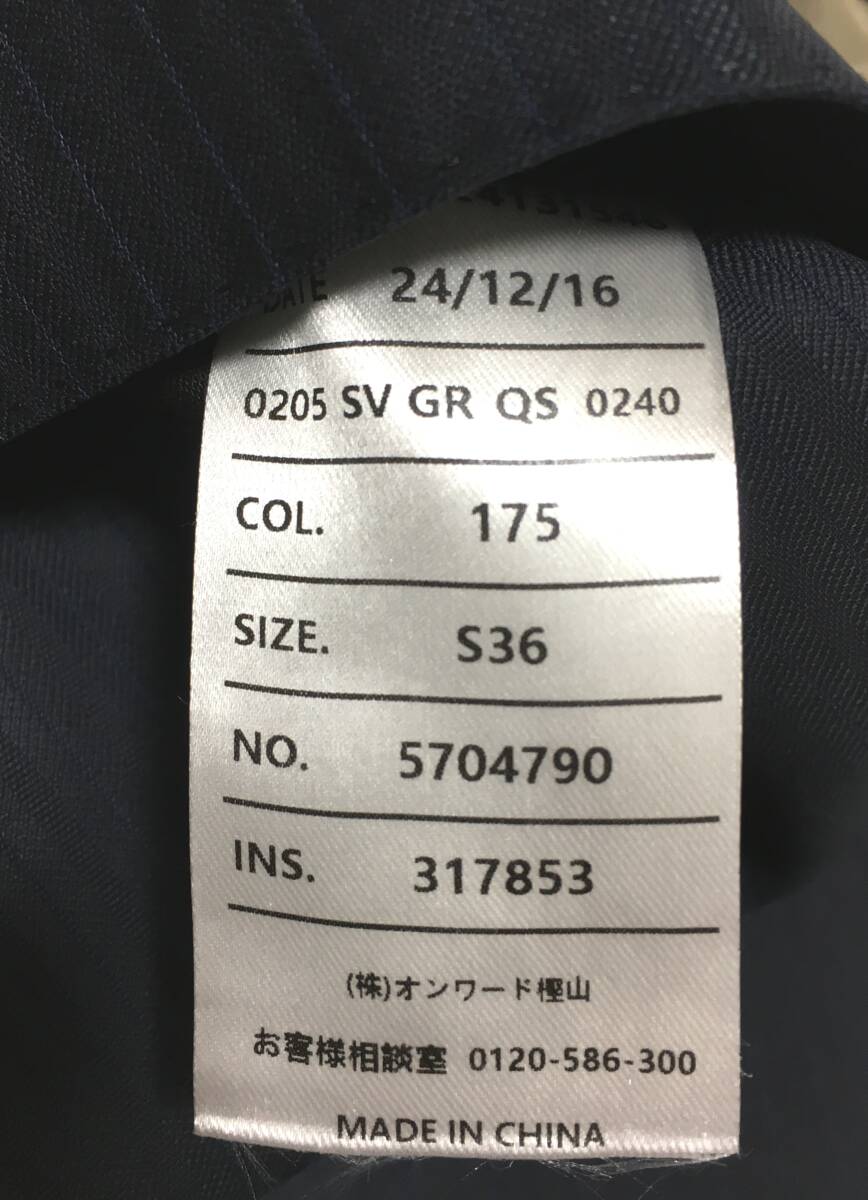 DATE 24/12/16
0205 SV GR QS 0240
COL. 175
SIZE. S36
NO. 5704790
INS. 317853
(株)オンワード樫山
お客様相談室 0120-586-300
MADE IN CHINA